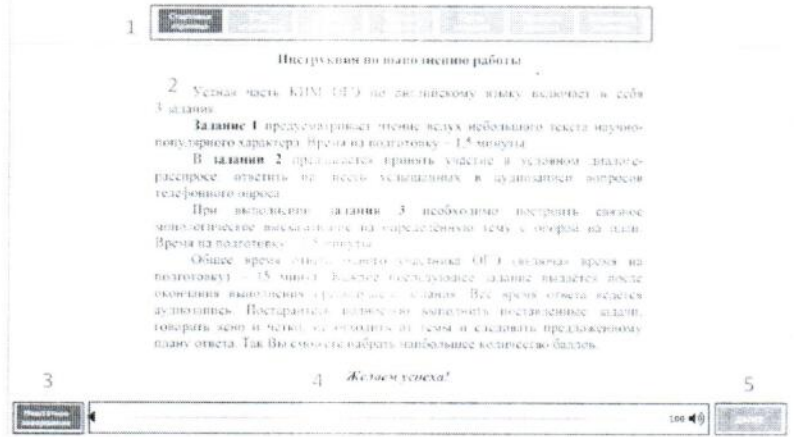 1
Инструкция по выполнению работы
2 Устная часть КИМ ОГЭ по английскому языку включает в себя
3 задания.
Задание 1 предусматривает чтение вслух небольшого текста научно-
популярного характера. Время на подготовку – 1,5 минуты.
В задании 2 предлагается принять участие в условном диалоге-
расспросе: ответить на шесть услышанных в аудиозаписи вопросов
телефонного опроса.
При выполнении задания 3 необходимо построить связное
монологическое высказывание на определённую тему с опорой на план.
Время на подготовку – 1,5 минуты.
Общее время ответа одного участника ОГЭ (включая время на
подготовку) – 15 минут. Каждое последующее задание выдаётся после
окончания выполнения предыдущего задания. Всё время ответа ведётся
аудиозапись. Постарайтесь полностью выполнить поставленные задачи,
говорить ясно и чётко, не отходить от темы и следовать предложенному
плану ответа. Так Вы сможете набрать наибольшее количество баллов.
3 4 Желаем успеха! 5
100